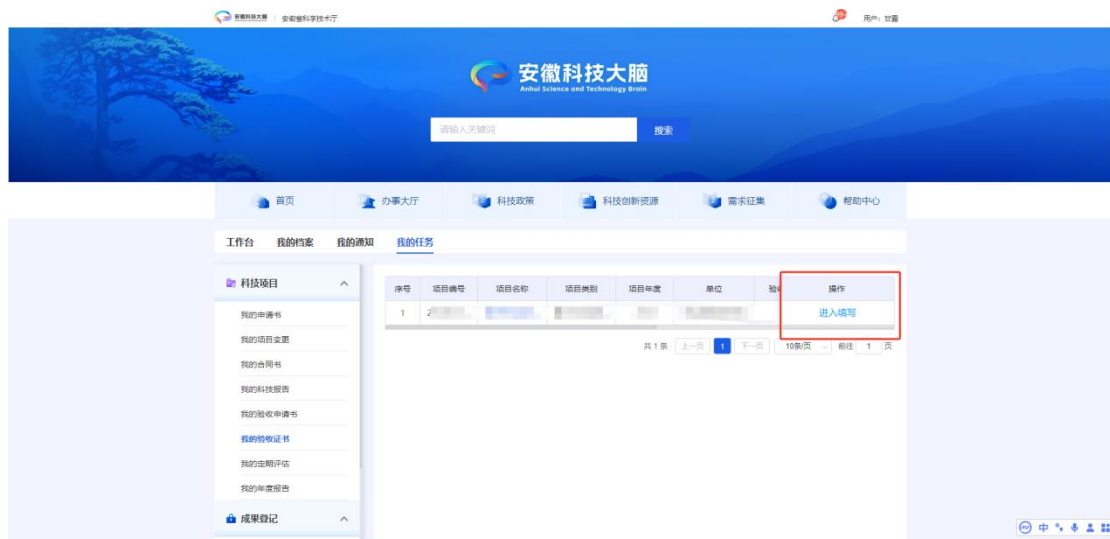 安徽科技大脑 安徽省科学技术厅 用户：甘露
安徽科技大脑
Anhui Science and Technology Brain
请输入关键词 搜索
首页 办事大厅 科技政策 科技创新资源 需求征集 帮助中心
工作台 我的档案 我的通知 我的任务
科技项目
序号 项目编号 项目名称 项目类别 项目年度 单位 操作
1 2 进入填写
我的申请书
我的项目变更
共1条 上一页 1 下一页 10条/页 前往 1 页
我的合同书
我的科技报告
我的验收申请书
我的验收证书
我的定期评估
我的年度报告
成果登记
中